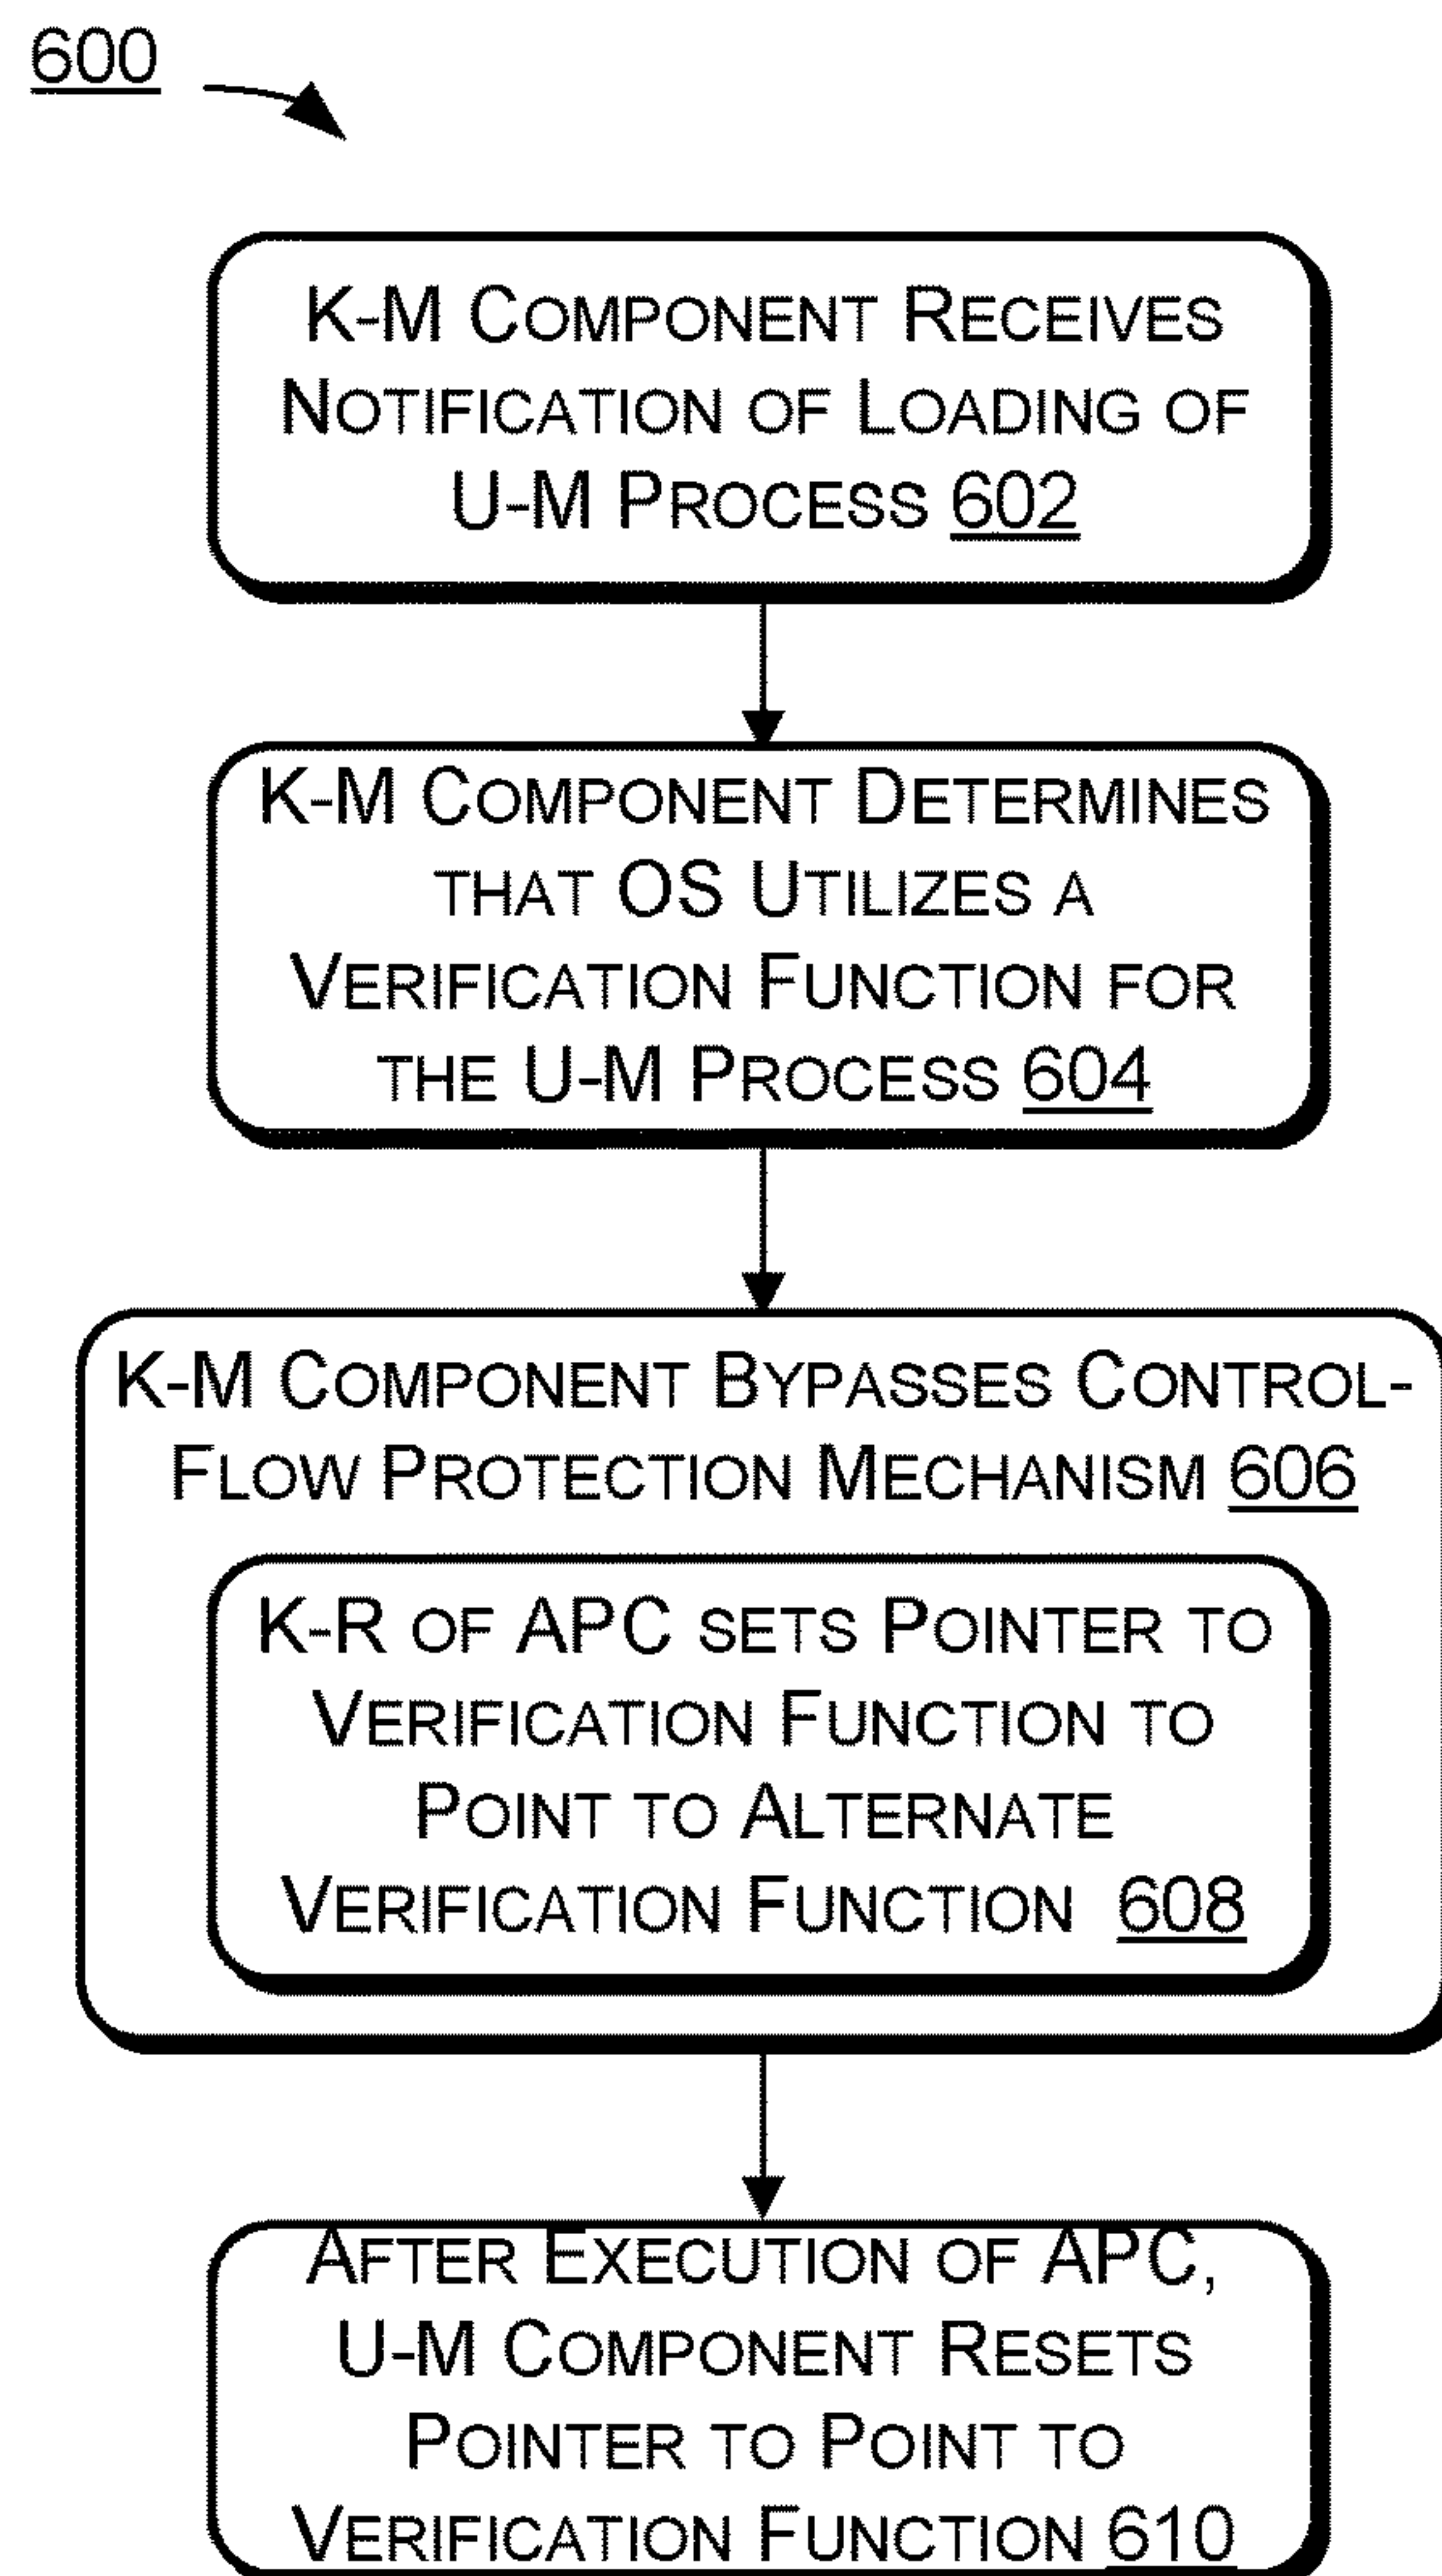 600
K-M COMPONENT RECEIVES
NOTIFICATION OF LOADING OF
U-M PROCESS 602
K-M COMPONENT DETERMINES
THAT OS UTILIZES A
VERIFICATION FUNCTION FOR
THE U-M PROCESS 604
K-M COMPONENT BYPASSES CONTROL-
FLOW PROTECTION MECHANISM 606
K-R OF APC SETS POINTER TO
VERIFICATION FUNCTION TO
POINT TO ALTERNATE
VERIFICATION FUNCTION 608
AFTER EXECUTION OF APC,
U-M COMPONENT RESETS
POINTER TO POINT TO
VERIFICATION FUNCTION 610